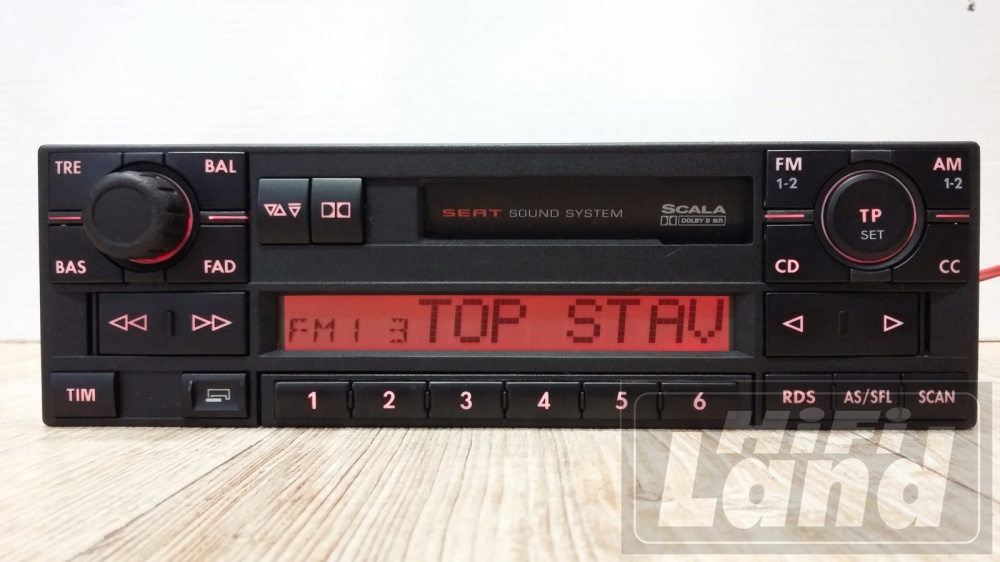 TRE
BAL
BAS
FAD
SEAT SOUND SYSTEM
SCALA
DOLBY B NR
FM
1-2
AM
1-2
TP
SET
CD
CC
FM1 3 TOP STAV
TIM
1 2 3 4 5 6
RDS AS/SFL SCAN
HiFi
Land